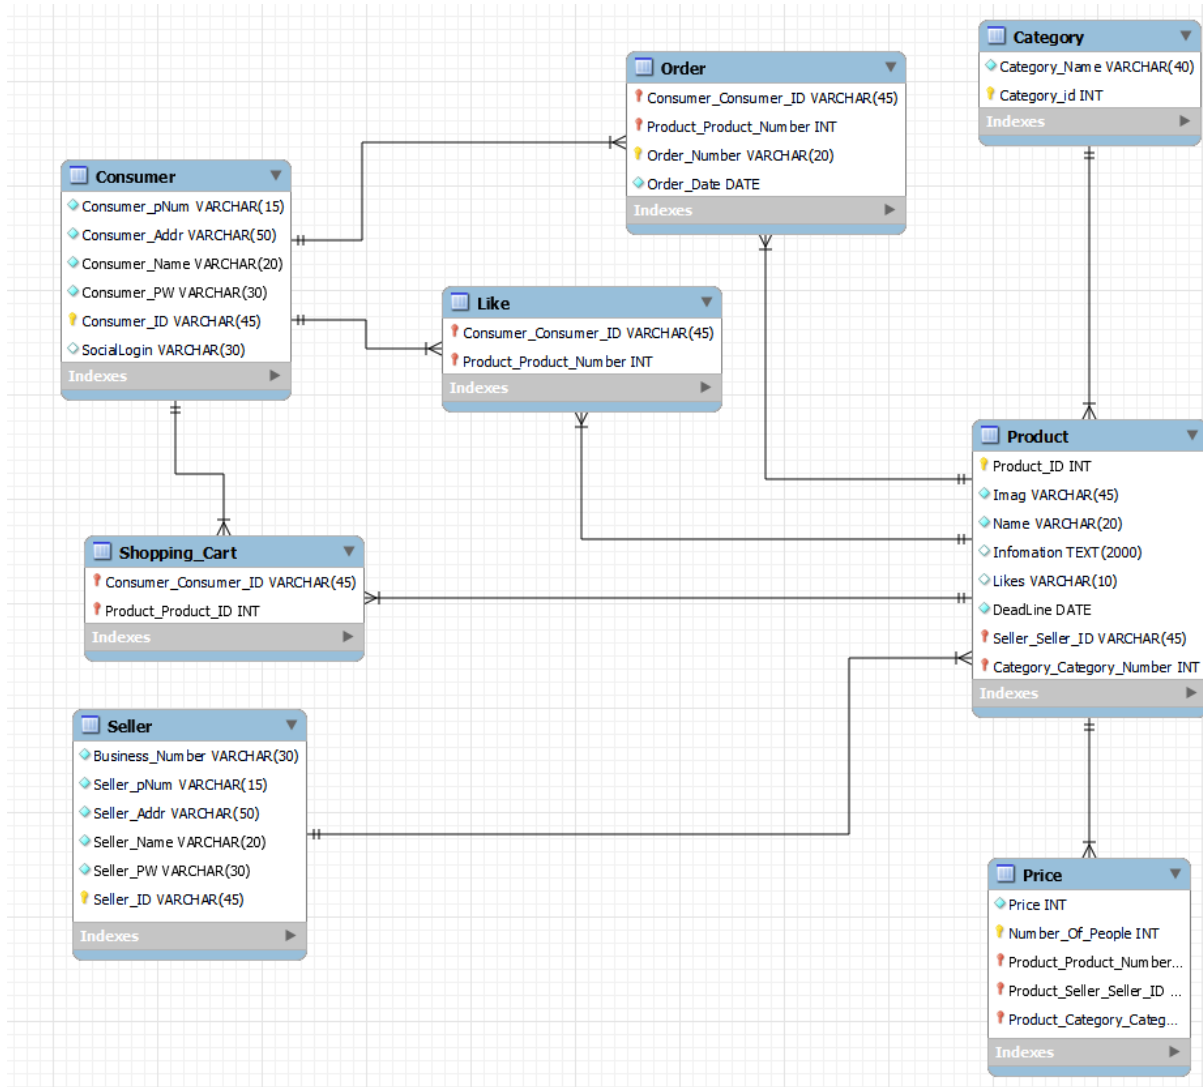 Category
Category_Name VARCHAR(40)
Category_id INT
Indexes
Order
Consumer_Consumer_ID VARCHAR(45)
Product_Product_Number INT
Order_Number VARCHAR(20)
Order_Date DATE
Indexes
Consumer
Consumer_pNum VARCHAR(15)
Consumer_Addr VARCHAR(50)
Consumer_Name VARCHAR(20)
Consumer_PW VARCHAR(30)
Consumer_ID VARCHAR(45)
SocialLogin VARCHAR(30)
Indexes
Like
Consumer_Consumer_ID VARCHAR(45)
Product_Product_Number INT
Indexes
Product
Product_ID INT
Imag VARCHAR(45)
Name VARCHAR(20)
Infomation TEXT(2000)
Likes VARCHAR(10)
DeadLine DATE
Seller_Seller_ID VARCHAR(45)
Category_Category_Number INT
Indexes
Shopping_Cart
Consumer_Consumer_ID VARCHAR(45)
Product_Product_ID INT
Indexes
Seller
Business_Number VARCHAR(30)
Seller_pNum VARCHAR(15)
Seller_Addr VARCHAR(50)
Seller_Name VARCHAR(20)
Seller_PW VARCHAR(30)
Seller_ID VARCHAR(45)
Indexes
Price
Price INT
Number_Of_People INT
Product_Product_Number...
Product_Seller_Seller_ID ...
Product_Category_Categ...
Indexes